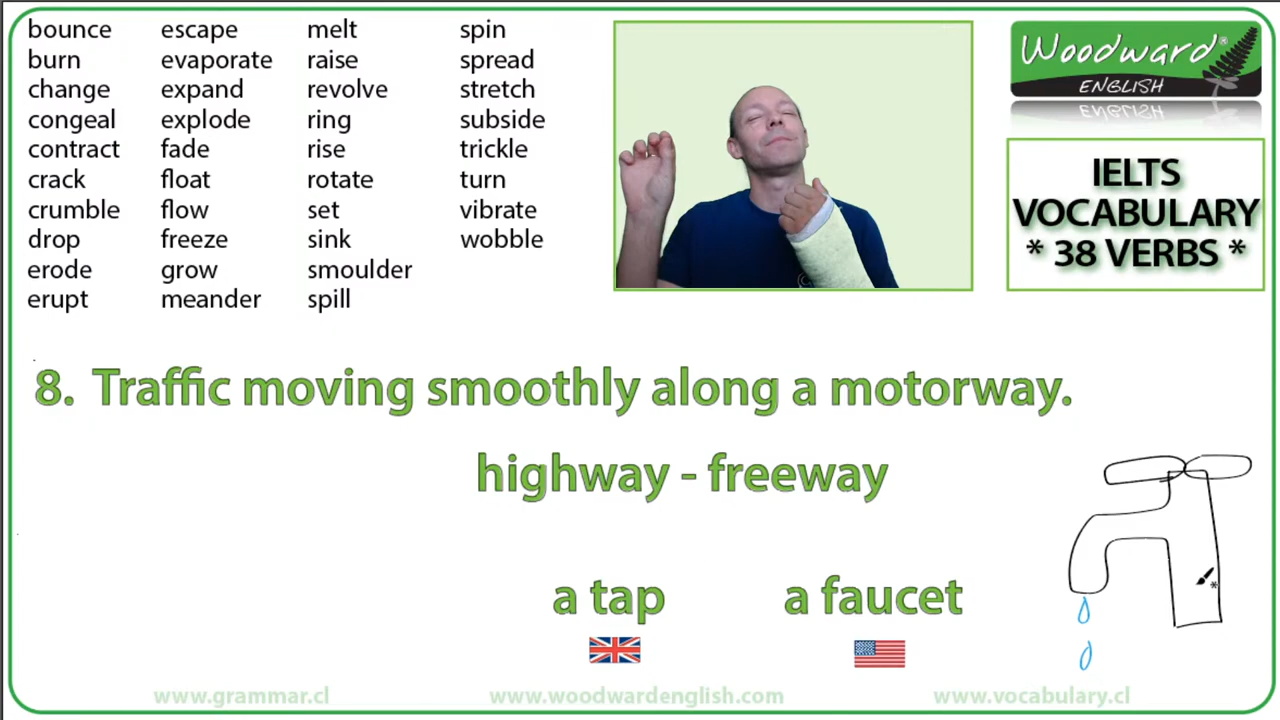 bounce escape melt spin
burn evaporate raise spread
change expand revolve stretch
congeal explode ring subside
contract fade rise trickle
crack float rotate turn
crumble flow set vibrate
drop freeze sink wobble
erode grow smoulder
erupt meander spill
Woodward®
ENGLISH
IELTS
VOCABULARY
* 38 VERBS *
8. Traffic moving smoothly along a motorway.
highway - freeway
a tap a faucet
www.grammar.cl www.woodwardenglish.com www.vocabulary.cl